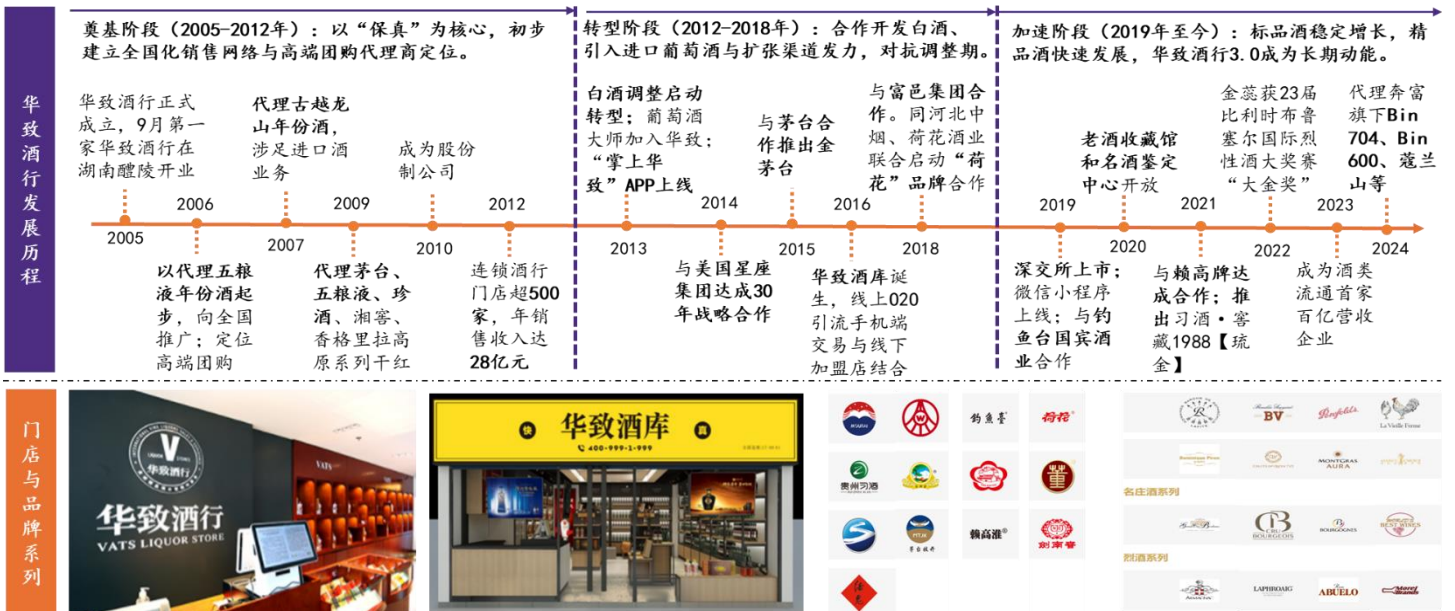 华致酒行发展历程
奠基阶段（2005-2012年）：以“保真”为核心，初步
建立全国化销售网络与高端团购代理商定位。
转型阶段（2012-2018年）：合作开发白酒、
引入进口葡萄酒与扩张渠道发力，对抗调整期。
加速阶段（2019年至今）：标品酒稳定增长，精
品酒快速发展，华致酒行3.0成为长期动能。
华致酒行正式
成立，9月第一
家华致酒行在
湖南醴陵开业
代理古越龙
山年份酒，
涉足进口酒
业务
成为股份
制公司
白酒调整启动
转型；葡萄酒
大师加入华致；
“掌上华
致”APP上线
与茅台合
作推出金
茅台
与富邑集团合
作。同河北中
烟、荷花酒业
联合启动“荷
花”品牌合作
老酒收藏馆
和名酒鉴定
中心开放
金蕊获23届
比利时布鲁
塞尔国际烈
性酒大奖赛
“大金奖”
代理奔富
旗下Bin
704、Bin
600、蔻兰
山等
2005
2006
2007
2009
2010
2012
2013
2014
2015
2016
2018
2019
2020
2021
2022
2023
2024
以代理五粮
液年份酒起
步，向全国
推广；定位
高端团购
代理茅台、
五粮液、珍
酒、湘窖、
香格里拉高
原系列干红
连锁酒行
门店超500
家，年销
售收入达
28亿元
与美国星座
集团达成30
年战略合作
华致酒库诞
生，线上O2O
引流手机端
交易与线下
加盟店结合
深交所上市；
微信小程序
上线；与钓
鱼台国宾酒
业合作
与赖高牌达
成合作；推
出习酒·窖
藏1988【琉
金】
成为酒类
流通首家
百亿营收
企业
门店与品牌系列
V
华致酒行
华致酒行
VATS LIQUOR STORE
VATS
快
华致酒库
真
400-999-1-999
钓鱼台
荷花
贵州习酒
董
赖高淮
剑南春
BV
Penfolds
La Vieille Ferme
MONTGRAS
AURA
名庄酒系列
CRU
BOURGEOIS
BOURGOGNES
BEST WINES
烈酒系列
LAPHROAIG
ABUELO